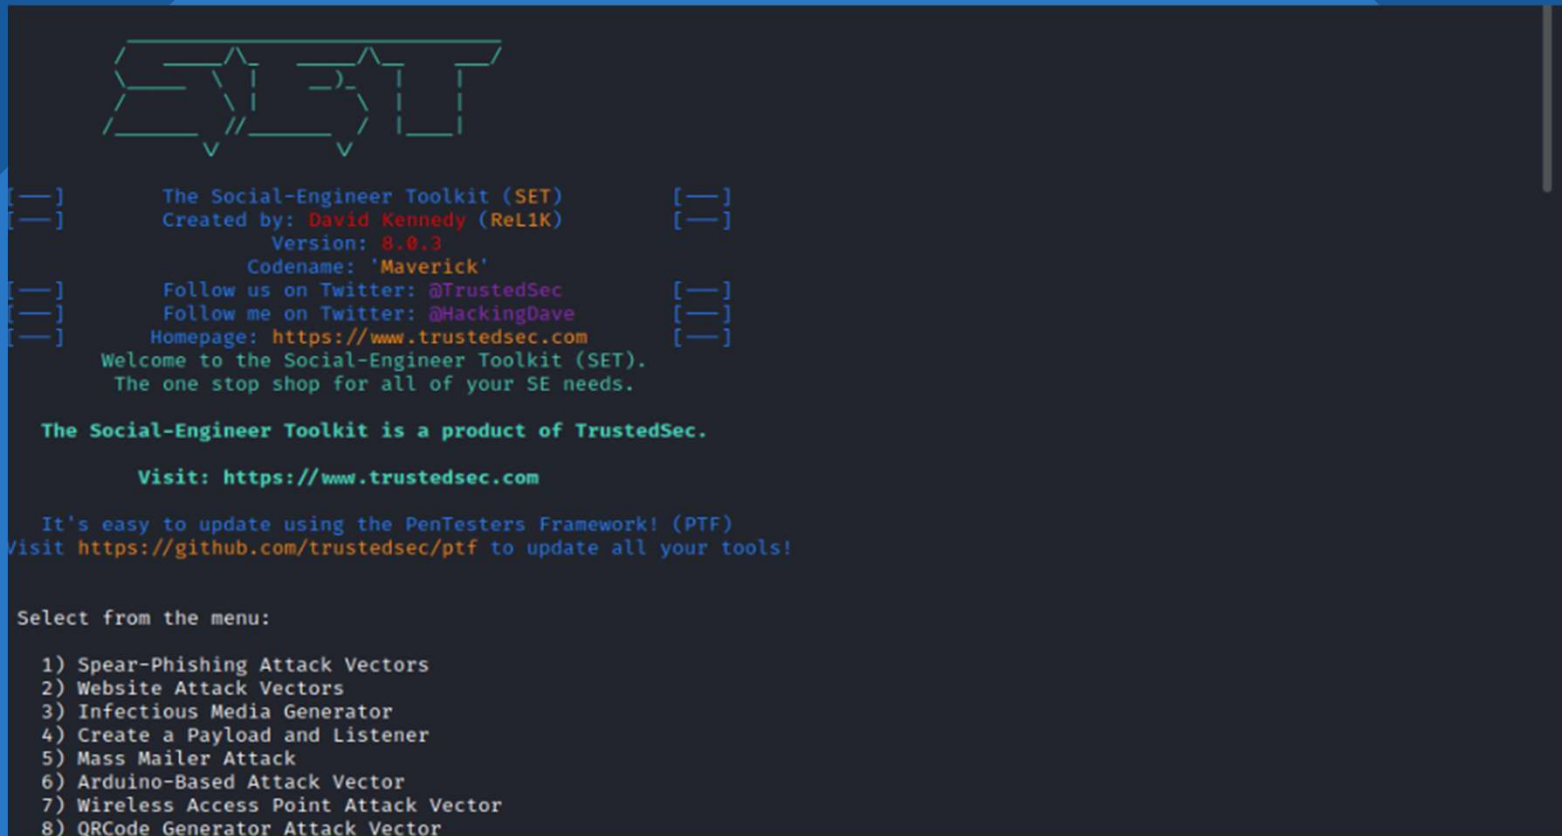 [---] The Social-Engineer Toolkit (SET) [---]
[---] Created by: David Kennedy (ReL1K) [---]
Version: 8.0.3
Codename: 'Maverick'
[---] Follow us on Twitter: @TrustedSec [---]
[---] Follow me on Twitter: @HackingDave [---]
[---] Homepage: https://www.trustedsec.com [---]
Welcome to the Social-Engineer Toolkit (SET).
The one stop shop for all of your SE needs.
The Social-Engineer Toolkit is a product of TrustedSec.
Visit: https://www.trustedsec.com
It's easy to update using the PenTesters Framework! (PTF)
Visit https://github.com/trustedsec/ptf to update all your tools!
Select from the menu:
1) Spear-Phishing Attack Vectors
2) Website Attack Vectors
3) Infectious Media Generator
4) Create a Payload and Listener
5) Mass Mailer Attack
6) Arduino-Based Attack Vector
7) Wireless Access Point Attack Vector
8) QRCode Generator Attack Vector